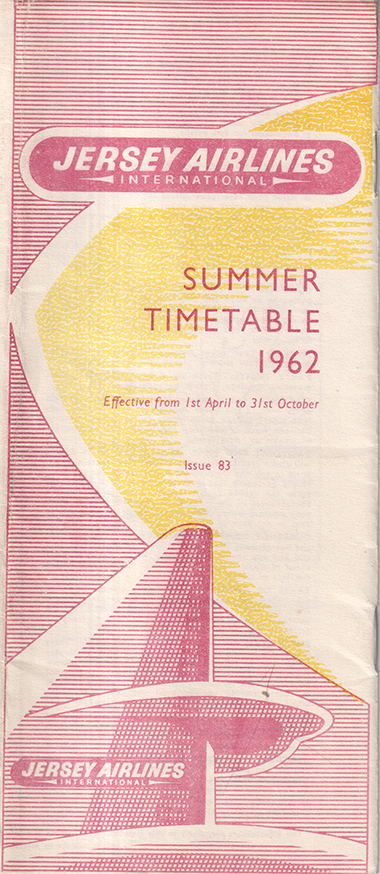 JERSEY AIRLINES
INTERNATIONAL
SUMMER
TIMETABLE
1962
Effective from 1st April to 31st October
Issue 83
JERSEY AIRLINES
INTERNATIONAL